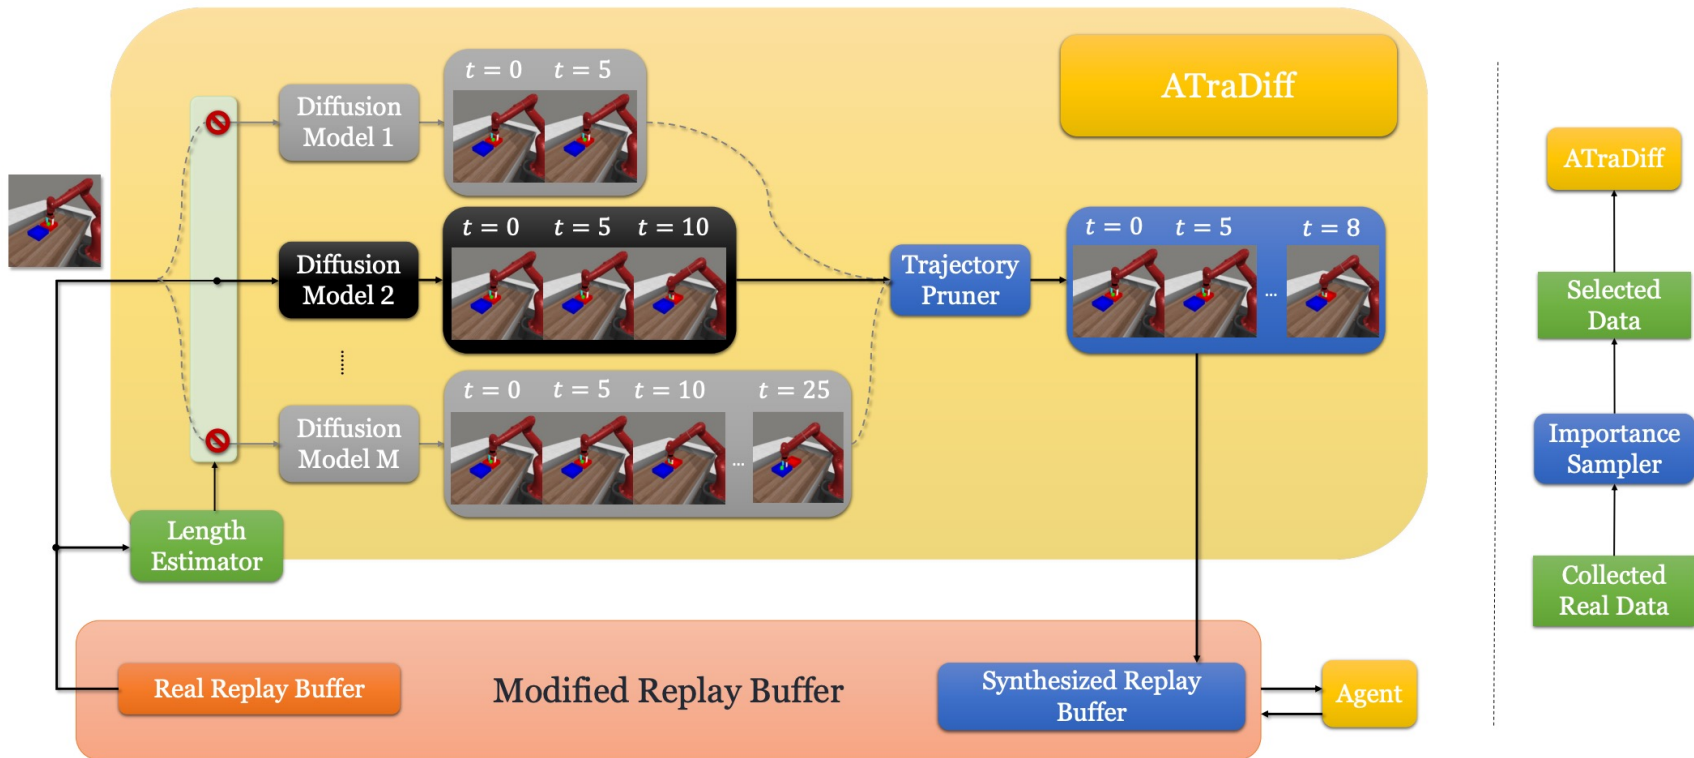 t = 0 t = 5
Diffusion
Model 1
ATraDiff
t = 0 t = 5 t = 10
Diffusion
Model 2
Trajectory
Pruner
t = 0 t = 5 t = 8
...
......
t = 0 t = 5 t = 10 t = 25
Diffusion
Model M
...
Length
Estimator
Real Replay Buffer
Modified Replay Buffer
Synthesized Replay
Buffer
Agent
ATraDiff
Selected
Data
Importance
Sampler
Collected
Real Data